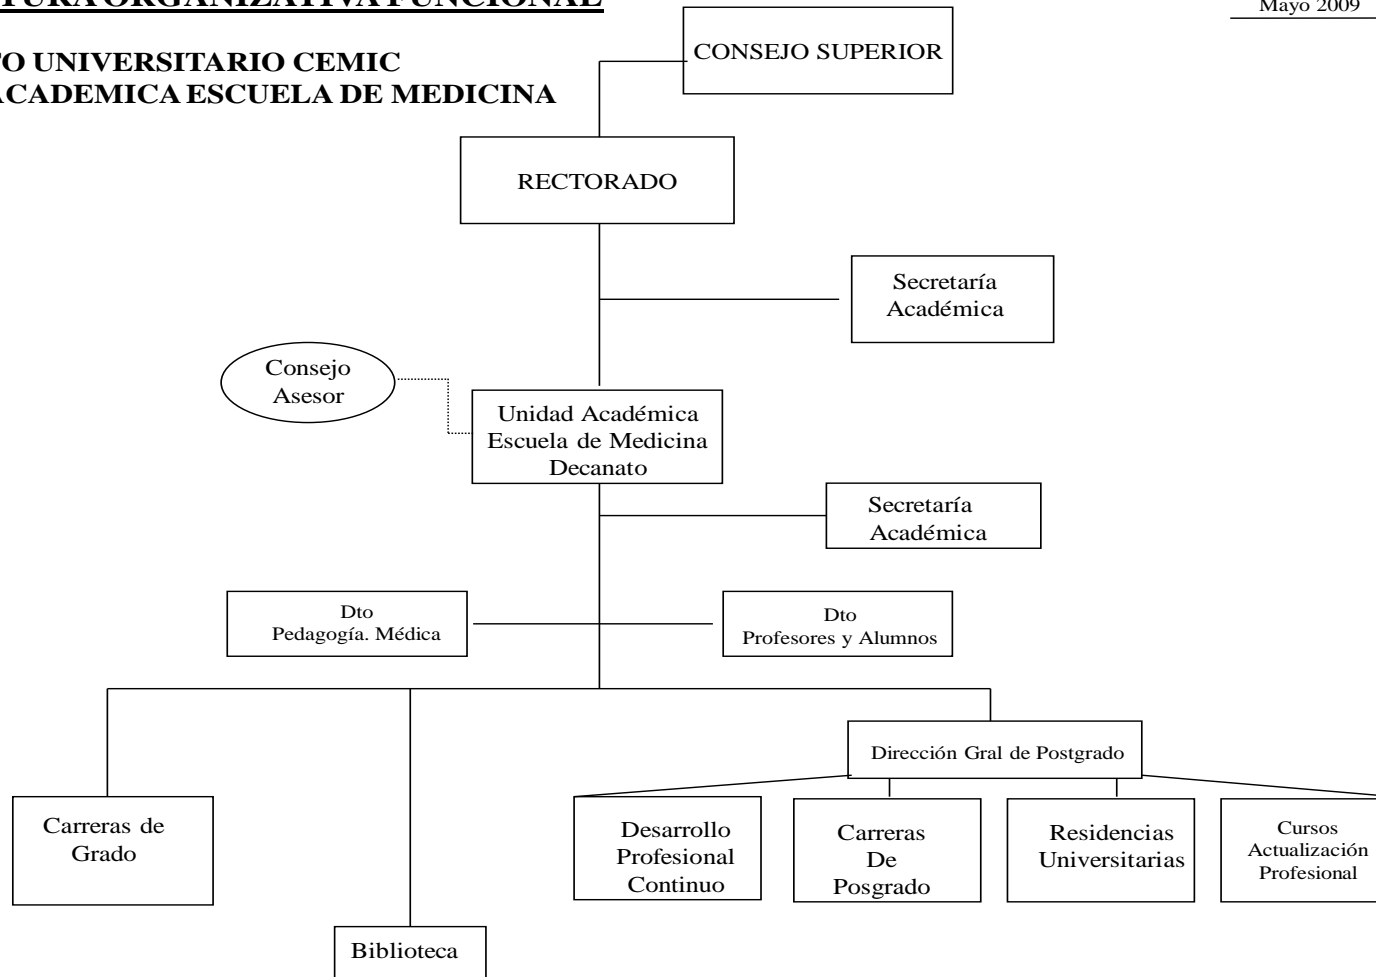 TURA ORGANIZATIVA FUNCIONAL
Mayo 2009
TO UNIVERSITARIO CEMIC
ACADEMICA ESCUELA DE MEDICINA
CONSEJO SUPERIOR
RECTORADO
Secretaría
Académica
Consejo
Asesor
Unidad Académica
Escuela de Medicina
Decanato
Secretaría
Académica
Dto
Pedagogía. Médica
Dto
Profesores y Alumnos
Dirección Gral de Postgrado
Carreras de
Grado
Desarrollo
Profesional
Continuo
Carreras
De
Posgrado
Residencias
Universitarias
Cursos
Actualización
Profesional
Biblioteca